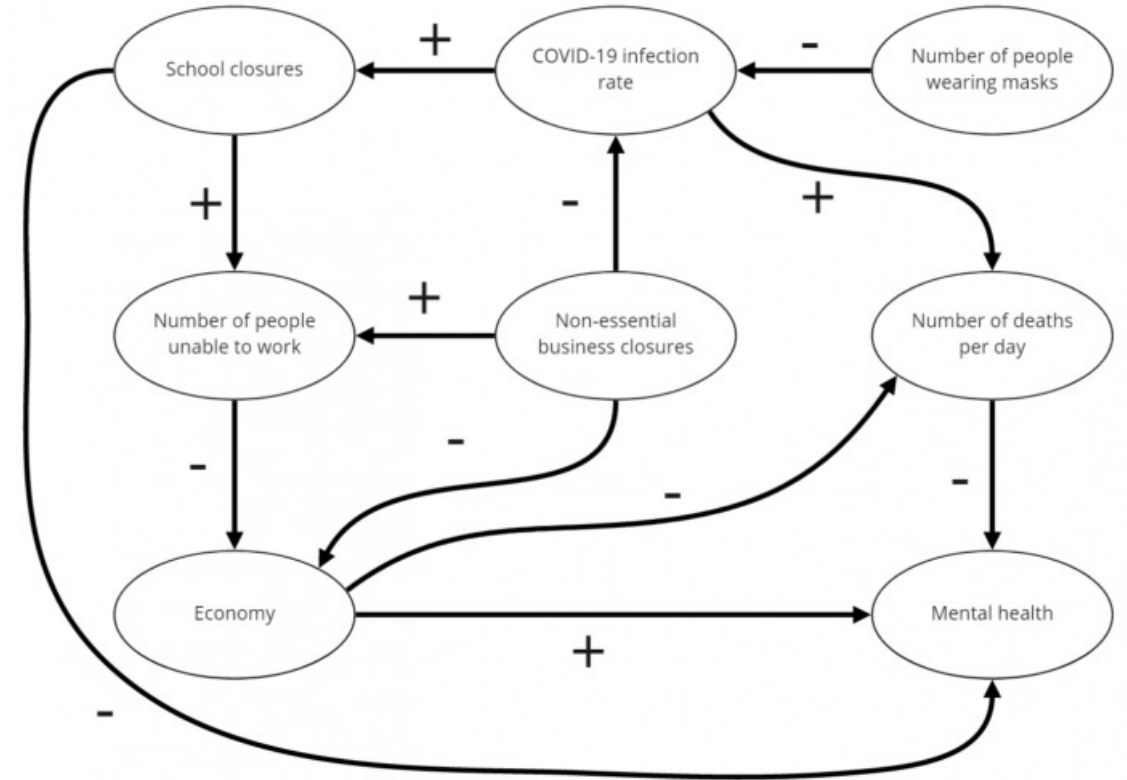 +
-
School closures
COVID-19 infection
rate
Number of people
wearing masks
+
-
+
+
Number of people
unable to work
Non-essential
business closures
Number of deaths
per day
-
-
-
-
Economy
Mental health
+
-